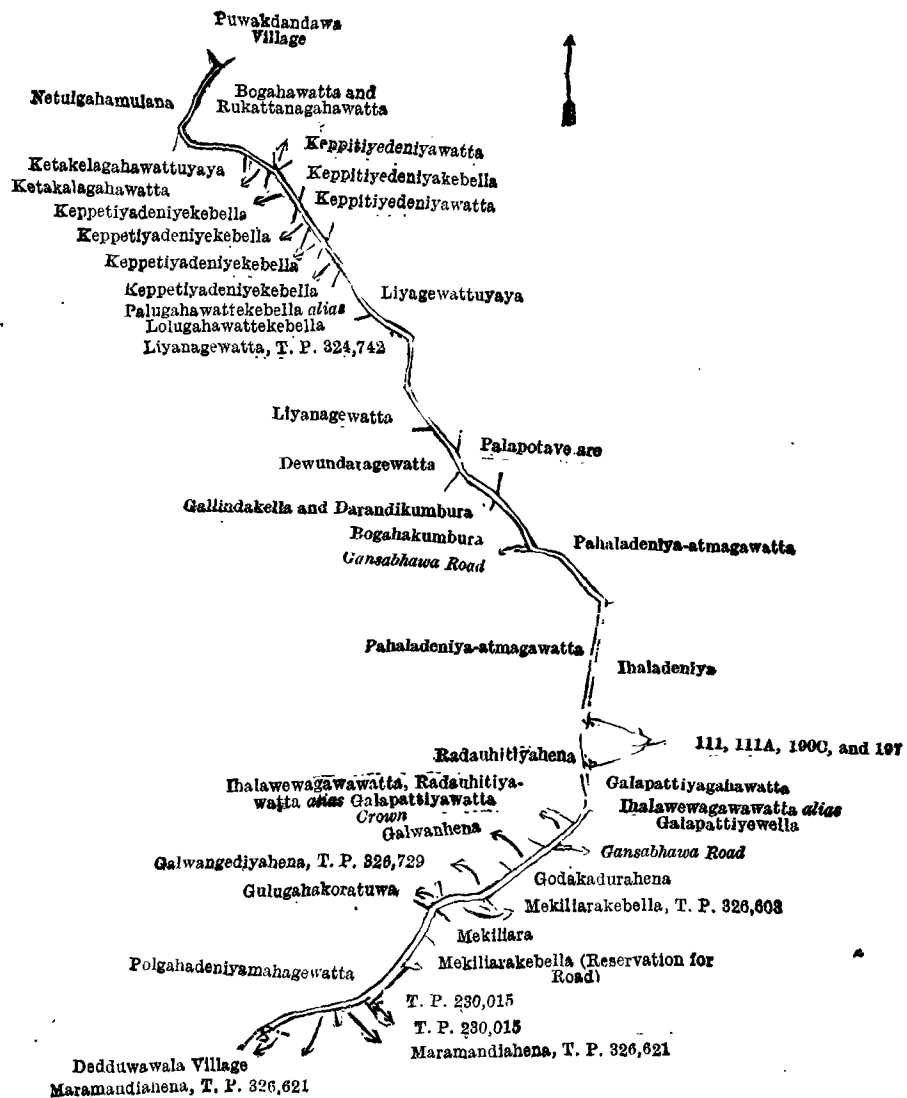 Puwakdandawa
Village
Netulgahamulana
Bogahawatta and
Rukattanagahawatta
Keppitiyedeniyawatta
Ketakelagahawattuyaya
Keppitiyedeniyakebella
Ketakalagahawatta
Keppitiyedeniyawatta
Keppetiyadeniyekebella
Keppetiyadeniyekebella
Keppetiyadeniyekebella
Keppetiyadeniyekebella
Liyagewattuyaya
Palugahawattekebella alias
Lolugahawattekebella
Liyanagewatta, T. P. 324,742
Liyanagewatta
Palapotave are
Dewundaragewatta
Gallindakella and Darandikumbura
Bogahakumbura
Gansabhawa Road
Pahaladeniya-atmagawatta
Pahaladeniya-atmagawatta
Ihaladeniya
111, 111A, 190C, and 197
Radauhitiyahena
Ihalawewagawawatta, Radauhitiya-
watta alias Galapattiyawatta
Crown
Galapattiyagahawatta
Ihalawewagawawatta alias
Galapattiyewella
Galwanhena
Gansabhawa Road
Galwangediyahena, T. P. 326,729
Godakadurahena
Gulugahakoratuwa
Mekiliarakebella, T. P. 326,603
Mekiliara
Polgahadeniyamahagewatta
Mekiliarakebella (Reservation for
Road)
T. P. 230,015
T. P. 230,015
Maramandiahena, T. P. 326,621
Dedduwawala Village
Maramandiahena, T. P. 326,621